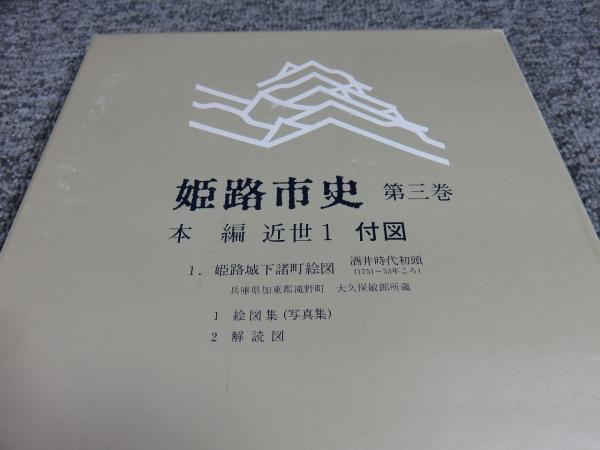 姫路市史 第三巻
本編 近世1 付図
1. 姫路城下諸町絵図 酒井時代初頭
(1751~53年ころ)
兵庫県加東郡滝野町 大久保敏郎所蔵
1 絵図集(写真集)
2 解読図